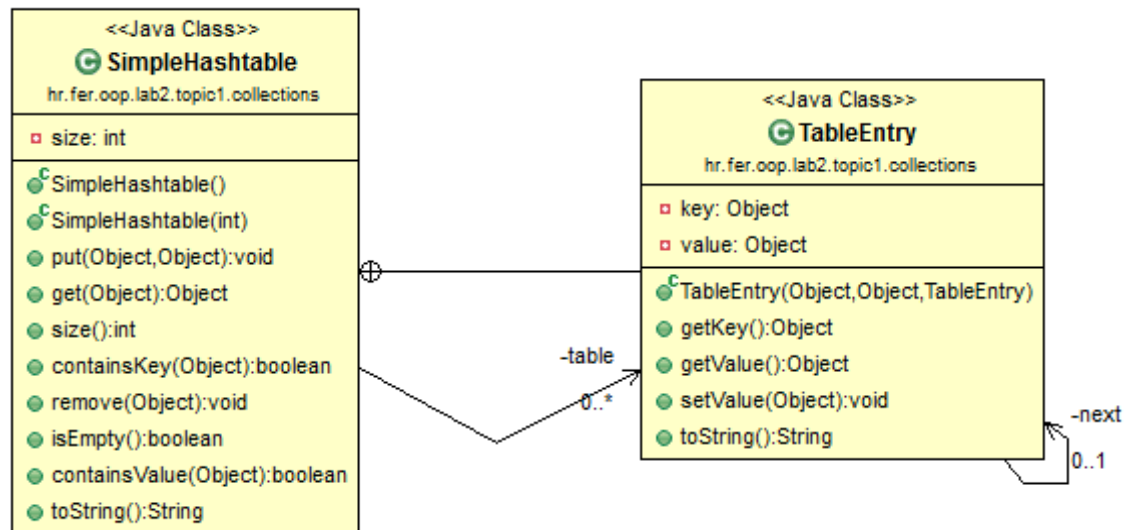 <<Java Class>>
C SimpleHashtable
hr.fer.oop.lab2.topic1.collections
size: int
C SimpleHashtable()
C SimpleHashtable(int)
put(Object,Object):void
get(Object):Object
size():int
containsKey(Object):boolean
remove(Object):void
isEmpty():boolean
containsValue(Object):boolean
toString():String
-table
0..*
<<Java Class>>
C TableEntry
hr.fer.oop.lab2.topic1.collections
key: Object
value: Object
C TableEntry(Object,Object,TableEntry)
getKey():Object
getValue():Object
setValue(Object):void
toString():String
-next
0..1